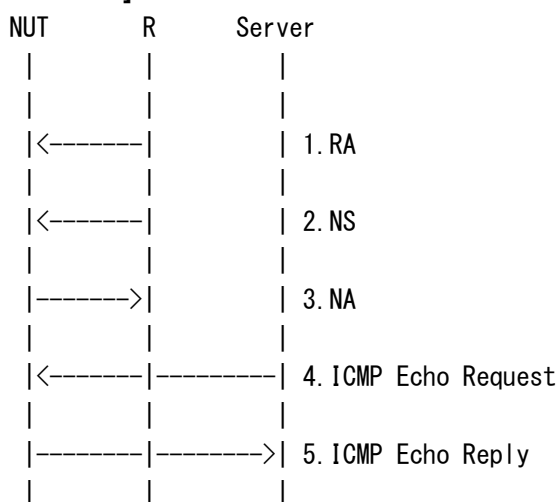 NUT R Server
| | |
| | |
|<-------| | 1.RA
| | |
|<-------| | 2.NS
| | |
|------->| | 3.NA
| | |
|<-------|---------| 4.ICMP Echo Request
| | |
|--------|-------->| 5.ICMP Echo Reply
| | |